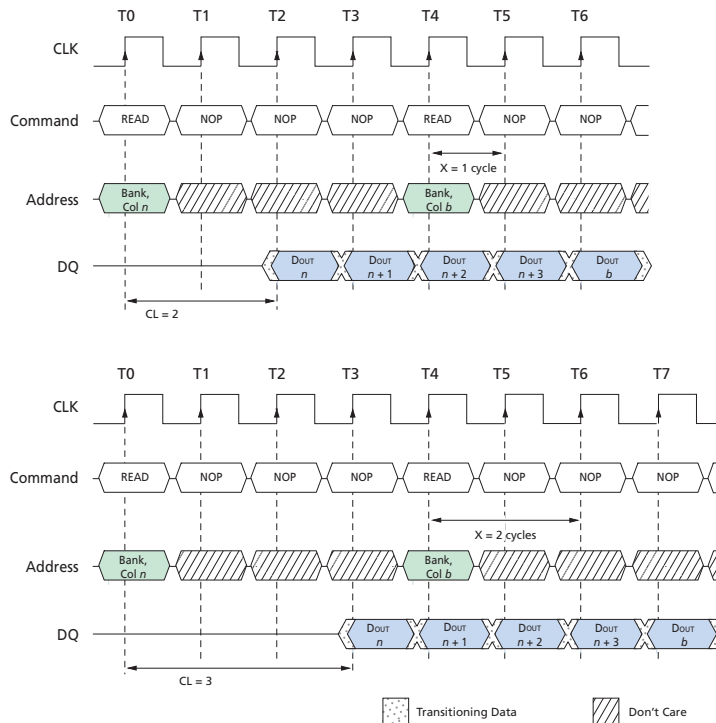 T0 T1 T2 T3 T4 T5 T6
CLK
Command READ NOP NOP NOP READ NOP NOP
X = 1 cycle
Address Bank, Col n Bank, Col b
DQ DOUT n DOUT n + 1 DOUT n + 2 DOUT n + 3 DOUT b
CL = 2
T0 T1 T2 T3 T4 T5 T6 T7
CLK
Command READ NOP NOP NOP READ NOP NOP NOP
X = 2 cycles
Address Bank, Col n Bank, Col b
DQ DOUT n DOUT n + 1 DOUT n + 2 DOUT n + 3 DOUT b
CL = 3
Transitioning Data Don't Care